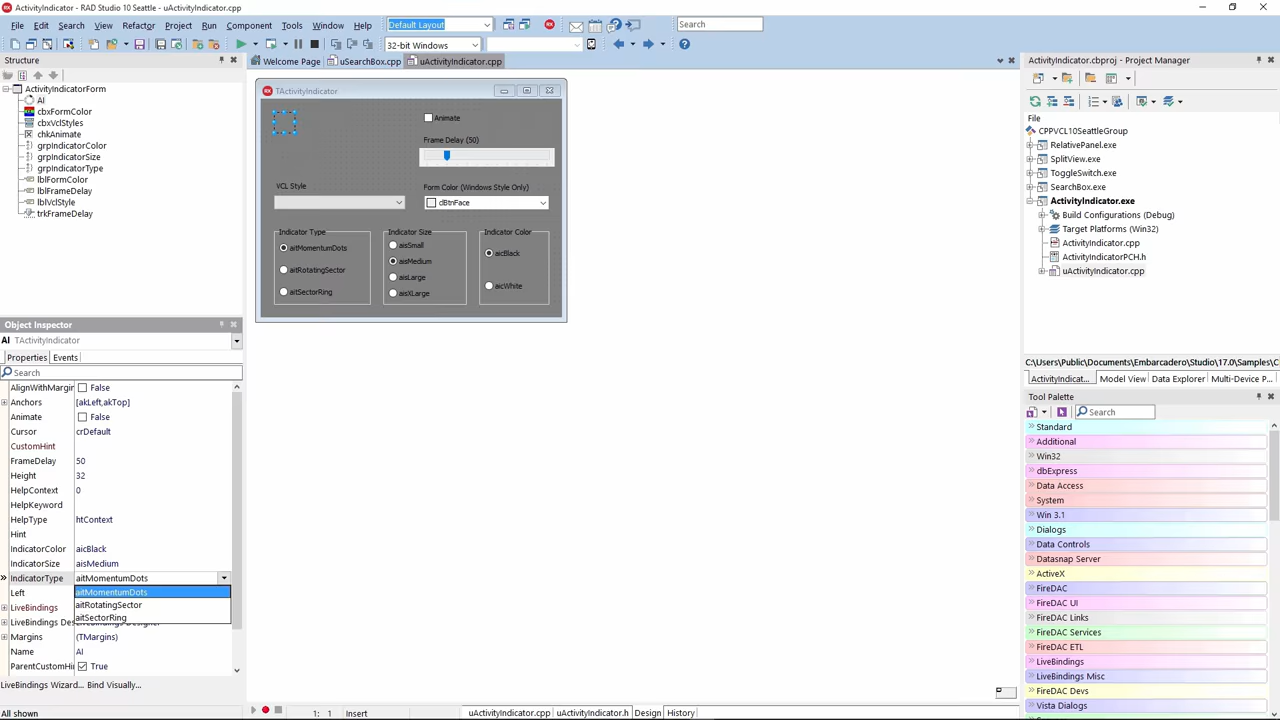 ActivityIndicator - RAD Studio 10 Seattle - uActivityIndicator.cpp
File Edit Search View Refactor Project Run Component Tools Window Help Default Layout Search
32-bit Windows
Structure
ActivityIndicatorForm
AI
cbxFormColor
cbxVclStyles
chkAnimate
grpIndicatorColor
grpIndicatorSize
grpIndicatorType
lblFormColor
lblFrameDelay
lblVclStyle
trkFrameDelay
Object Inspector
AI TActivityIndicator
Properties Events
Search
AlignWithMargin False
Anchors [akLeft,akTop]
Animate False
Cursor crDefault
CustomHint
FrameDelay 50
Height 32
HelpContext 0
HelpKeyword
HelpType htContext
Hint
IndicatorColor aicBlack
IndicatorSize aisMedium
IndicatorType aitMomentumDots
aitMomentumDots
Left aitRotatingSector
LiveBindings aitSectorRing
LiveBindings De
Margins (TMargins)
Name AI
ParentCustomHi True
LiveBindings Wizard... Bind Visually...
All shown
Welcome Page uSearchBox.cpp uActivityIndicator.cpp
TActivityIndicator
Animate
Frame Delay (50)
VCL Style
Form Color (Windows Style Only)
clBtnFace
Indicator Type
aitMomentumDots
aitRotatingSector
aitSectorRing
Indicator Size
aisSmall
aisMedium
aisLarge
aisXLarge
Indicator Color
aicBlack
aicWhite
1: 1 Insert uActivityIndicator.cpp uActivityIndicator.h Design History
ActivityIndicator.cbproj - Project Manager
File
CPPVCL10SeattleGroup
RelativePanel.exe
SplitView.exe
ToggleSwitch.exe
SearchBox.exe
ActivityIndicator.exe
Build Configurations (Debug)
Target Platforms (Win32)
ActivityIndicator.cpp
ActivityIndicatorPCH.h
uActivityIndicator.cpp
C:\Users\Public\Documents\Embarcadero\Studio\17.0\Samples\C
ActivityIndicat... Model View Data Explorer Multi-Device P...
Tool Palette
Search
Standard
Additional
Win32
dbExpress
Data Access
System
Win 3.1
Dialogs
Data Controls
Datasnap Server
ActiveX
FireDAC
FireDAC UI
FireDAC Links
FireDAC Services
FireDAC ETL
LiveBindings
LiveBindings Misc
FireDAC Devs
Vista Dialogs